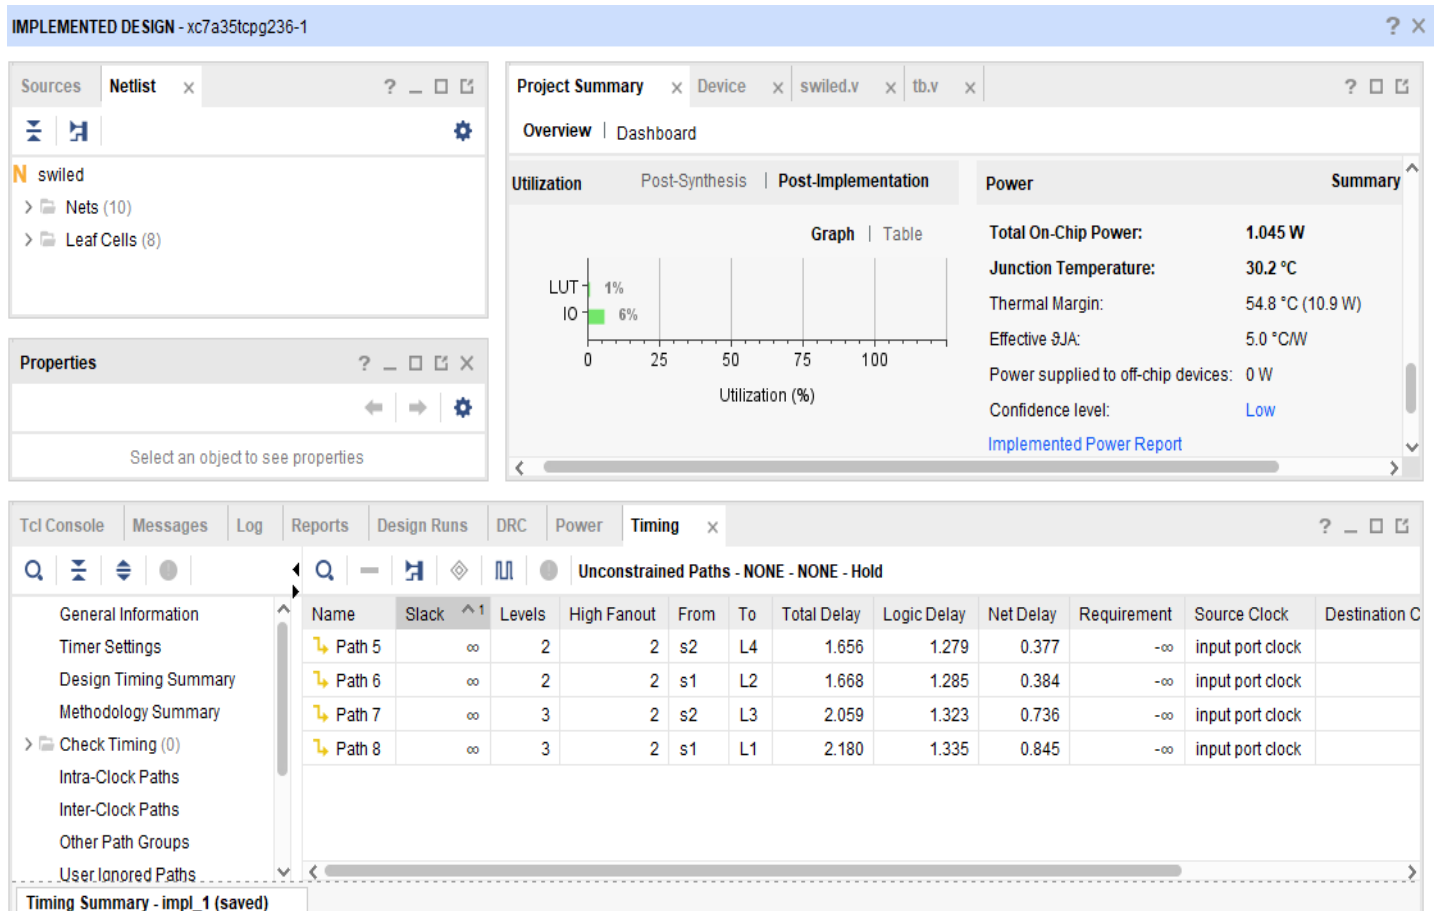 IMPLEMENTED DESIGN - xc7a35tcpg236-1
Sources Netlist
swiled
Nets (10)
Leaf Cells (8)
Properties
Select an object to see properties
Project Summary Device swiled.v tb.v
Overview | Dashboard
Utilization Post-Synthesis | Post-Implementation
Graph | Table
LUT 1%
IO 6%
0 25 50 75 100
Utilization (%)
Power Summary
Total On-Chip Power: 1.045 W
Junction Temperature: 30.2 °C
Thermal Margin: 54.8 °C (10.9 W)
Effective ϑJA: 5.0 °C/W
Power supplied to off-chip devices: 0 W
Confidence level: Low
Implemented Power Report
Tcl Console Messages Log Reports Design Runs DRC Power Timing
General Information
Timer Settings
Design Timing Summary
Methodology Summary
Check Timing (0)
Intra-Clock Paths
Inter-Clock Paths
Other Path Groups
User Ignored Paths
Unconstrained Paths - NONE - NONE - Hold
Name Slack ^1 Levels High Fanout From To Total Delay Logic Delay Net Delay Requirement Source Clock Destination C
Path 5 ∞ 2 2 s2 L4 1.656 1.279 0.377 -∞ input port clock
Path 6 ∞ 2 2 s1 L2 1.668 1.285 0.384 -∞ input port clock
Path 7 ∞ 3 2 s2 L3 2.059 1.323 0.736 -∞ input port clock
Path 8 ∞ 3 2 s1 L1 2.180 1.335 0.845 -∞ input port clock
Timing Summary - impl_1 (saved)